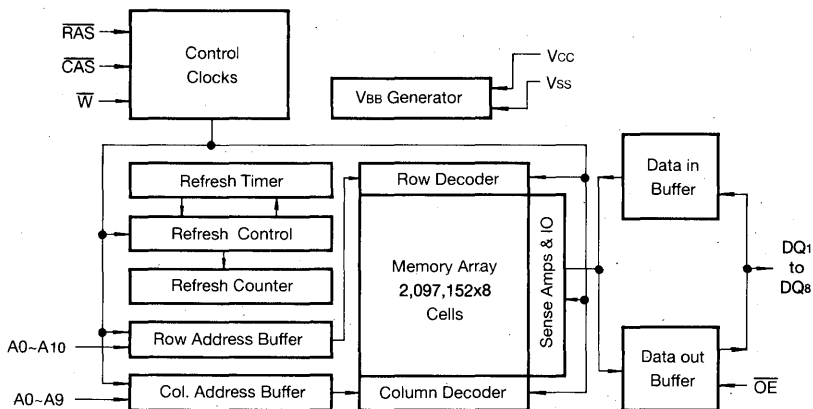 RAS
CAS
W
Control
Clocks
VBB Generator
Vcc
Vss
Refresh Timer
Refresh Control
Refresh Counter
Row Address Buffer
Col. Address Buffer
A0~A10
A0~A9
Row Decoder
Memory Array
2,097,152x8
Cells
Sense Amps & IO
Column Decoder
Data in
Buffer
DQ1
to
DQ8
Data out
Buffer
OE